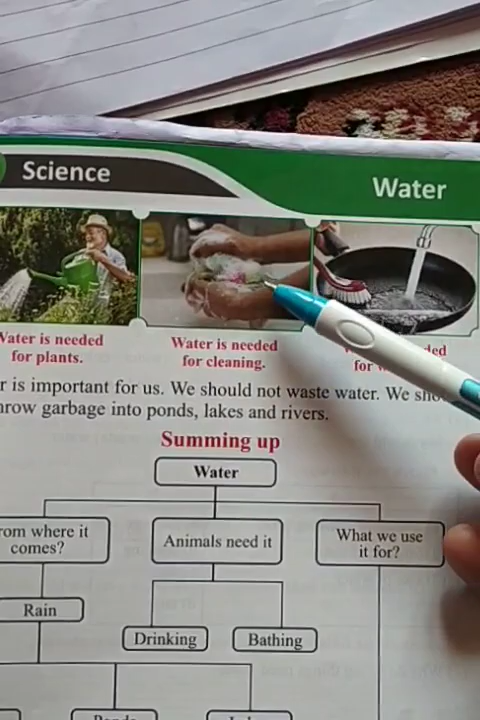 Science
Water
Water is needed
for plants.
Water is needed
for cleaning.
for
r is important for us. We should not waste water. We
hrow garbage into ponds, lakes and rivers.
Summing up
Water
rom where it
comes?
Animals need it
What we use
it for?
Rain
Drinking
Bathing